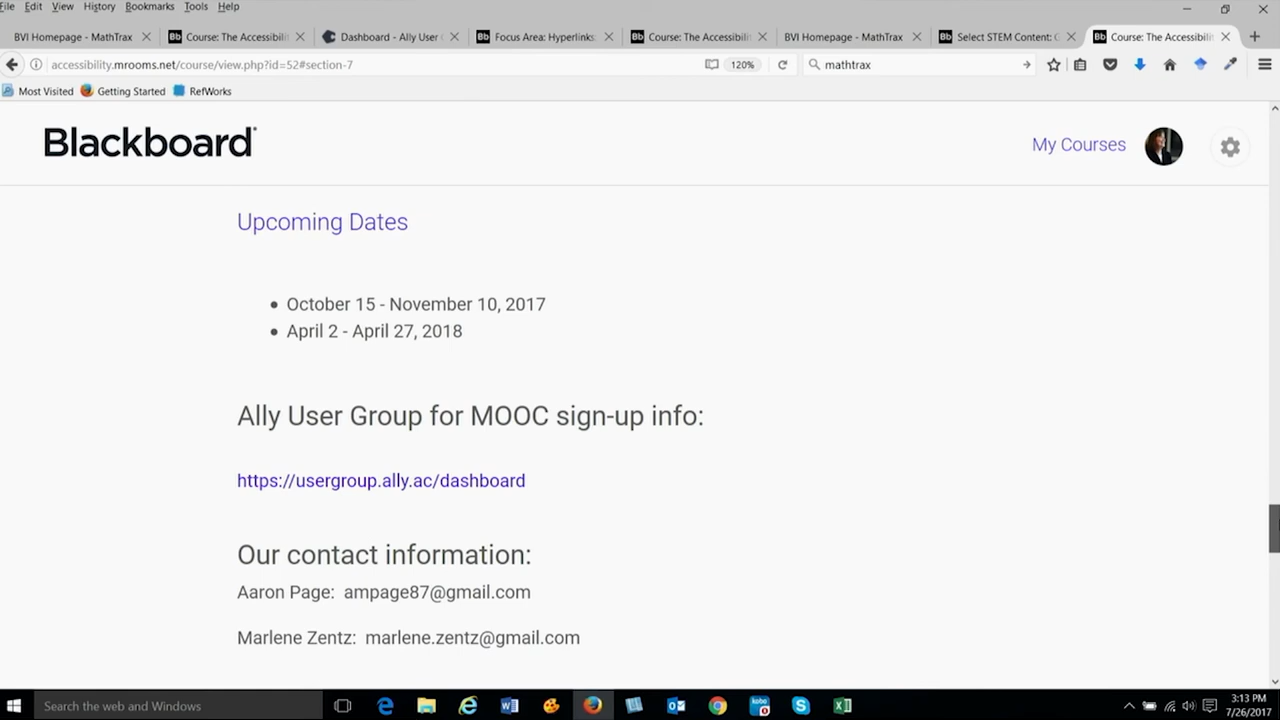 File Edit View History Bookmarks Tools Help
BVI Homepage - MathTrax
Course: The Accessibili
Dashboard - Ally User
Focus Area: Hyperlinks:
Course: The Accessibili
BVI Homepage - MathTrax
Select STEM Content:
Course: The Accessibili
accessibility.mrooms.net/course/view.php?id=52#section-7
120%
mathtrax
Most Visited Getting Started RefWorks
Blackboard
My Courses
Upcoming Dates
October 15 - November 10, 2017
April 2 - April 27, 2018
Ally User Group for MOOC sign-up info:
https://usergroup.ally.ac/dashboard
Our contact information:
Aaron Page: ampage87@gmail.com
Marlene Zentz: marlene.zentz@gmail.com
Search the web and Windows
3:13 PM
7/26/2017